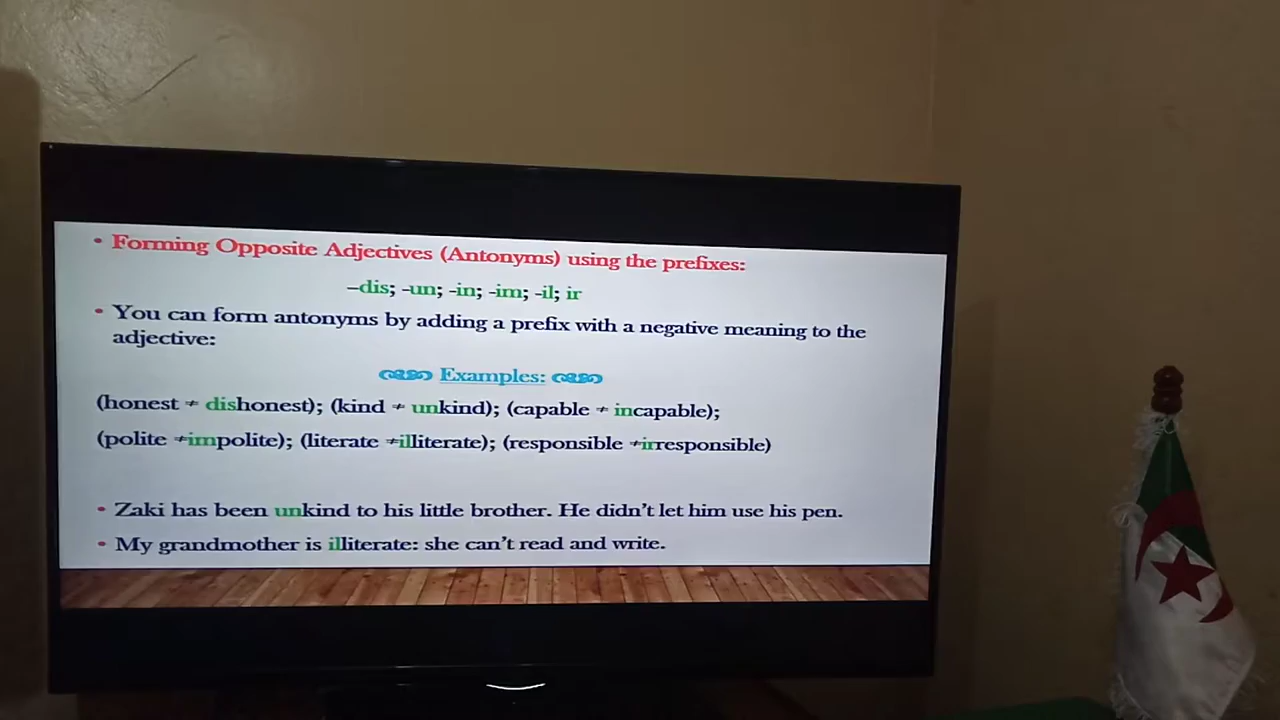 • Forming Opposite Adjectives (Antonyms) using the prefixes:
–dis; -un; -in; -im; -il; ir
• You can form antonyms by adding a prefix with a negative meaning to the
adjective:
Examples:
(honest ≠ dishonest); (kind ≠ unkind); (capable ≠ incapable);
(polite ≠impolite); (literate ≠illiterate); (responsible ≠irresponsible)
• Zaki has been unkind to his little brother. He didn't let him use his pen.
• My grandmother is illiterate: she can't read and write.